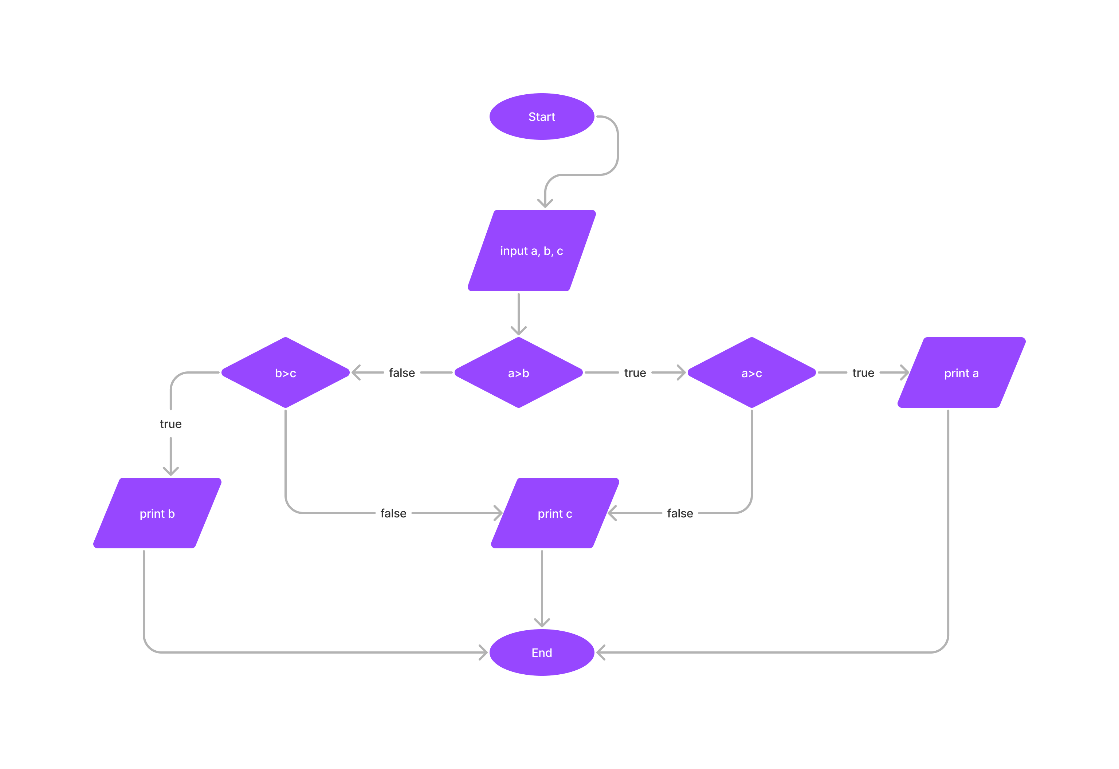 Start
input a, b, c
b>c
false
a>b
true
a>c
true
print a
true
print b
false
print c
false
End